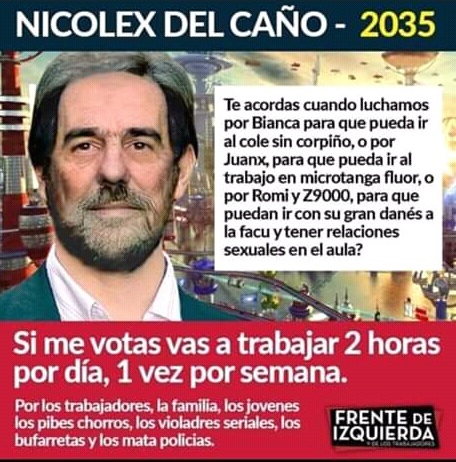 NICOLEX DEL CAÑO - 2035
Te acordas cuando luchamos
por Bianca para que pueda ir
al cole sin corpiño, o por
Juanx, para que pueda ir al
trabajo en microtanga fluor, o
por Romi y Z9000, para que
puedan ir con su gran danés a
la facu y tener relaciones
sexuales en el aula?
Si me votas vas a trabajar 2 horas
por día, 1 vez por semana.
Por los trabajadores, la familia, los jovenes
los pibes chorros, los violadres seriales, los
bufarretas y los mata policias.
FRENTE DE
IZQUIERDA
Y DE LOS TRABAJADORES